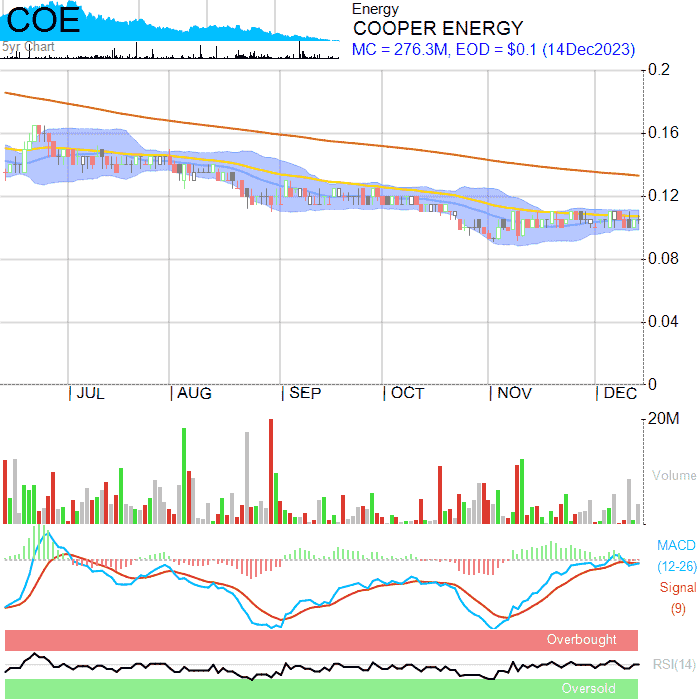 COE
5yr Chart
Energy
COOPER ENERGY
MC = 276.3M, EOD = $0.1 (14Dec2023)
0.2
0.16
0.12
0.08
0.04
0
JUL AUG SEP OCT NOV DEC
20M
Volume
MACD
(12-26)
Signal
(9)
Overbought
RSI(14)
Oversold